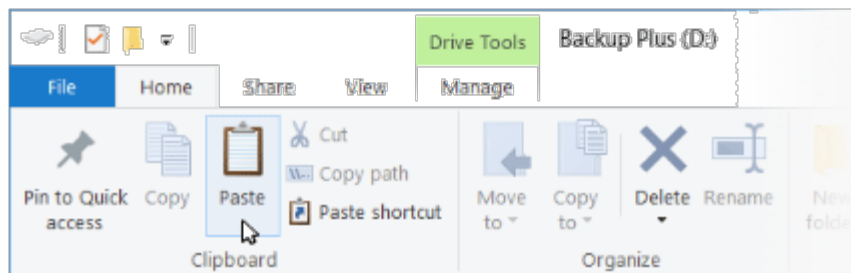 Drive Tools
Backup Plus (D:)
File Home Share View Manage
Pin to Quick access
Copy
Paste
Cut
Copy path
Paste shortcut
Move to
Copy to
Delete
Rename
New
Clipboard
Organize